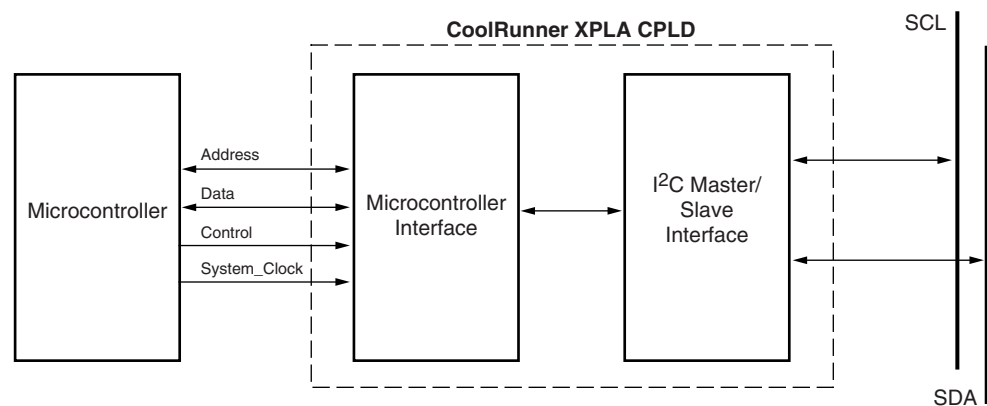 CoolRunner XPLA CPLD
SCL
Microcontroller
Address
Data
Control
System_Clock
Microcontroller
Interface
I²C Master/
Slave
Interface
SDA